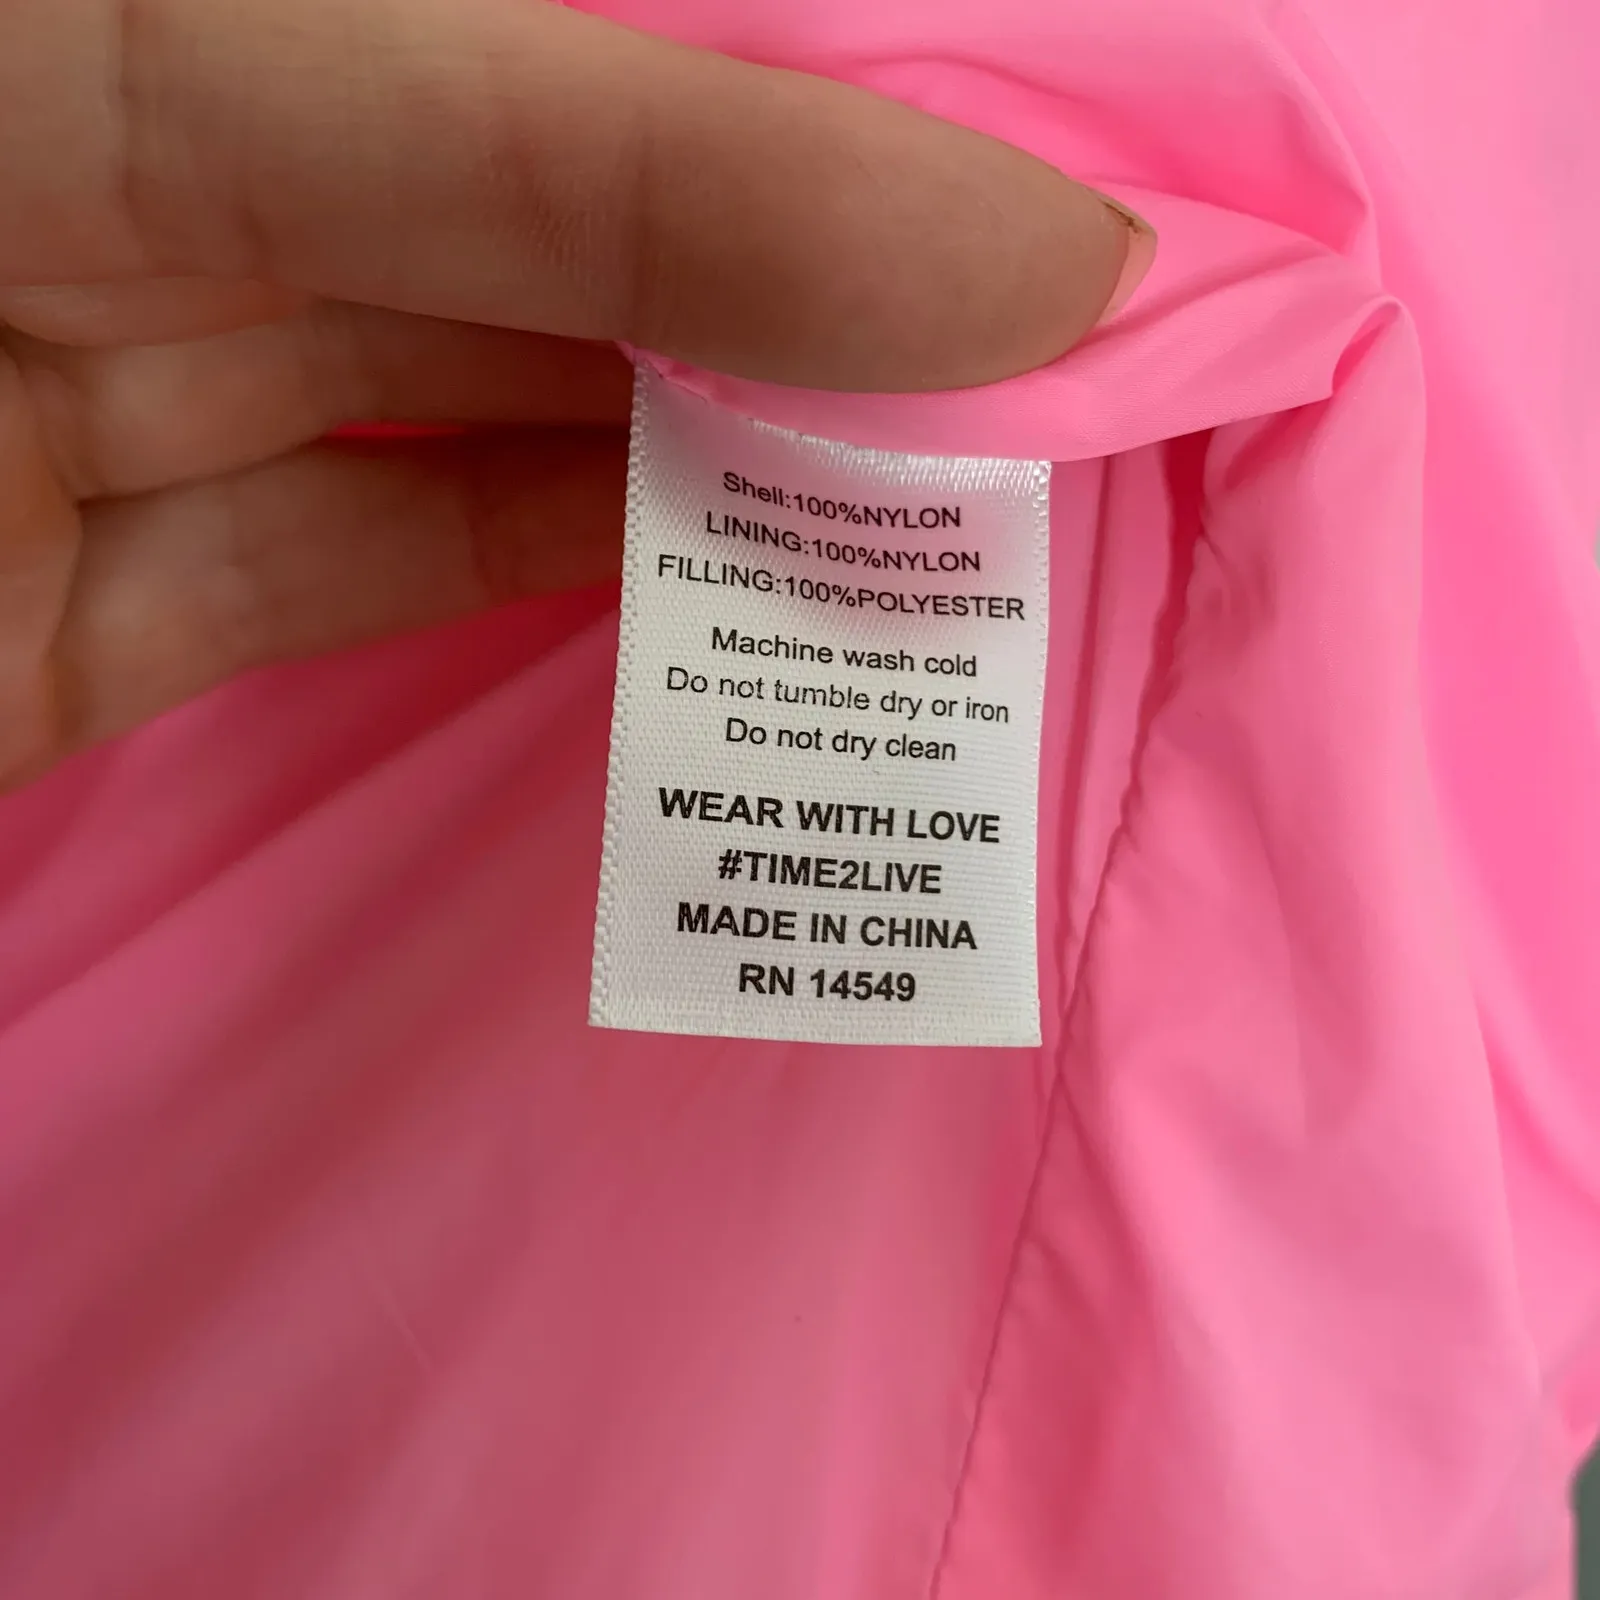 Shell:100%NYLON
LINING:100%NYLON
FILLING:100%POLYESTER
Machine wash cold
Do not tumble dry or iron
Do not dry clean
WEAR WITH LOVE
#TIME2LIVE
MADE IN CHINA
RN 14549